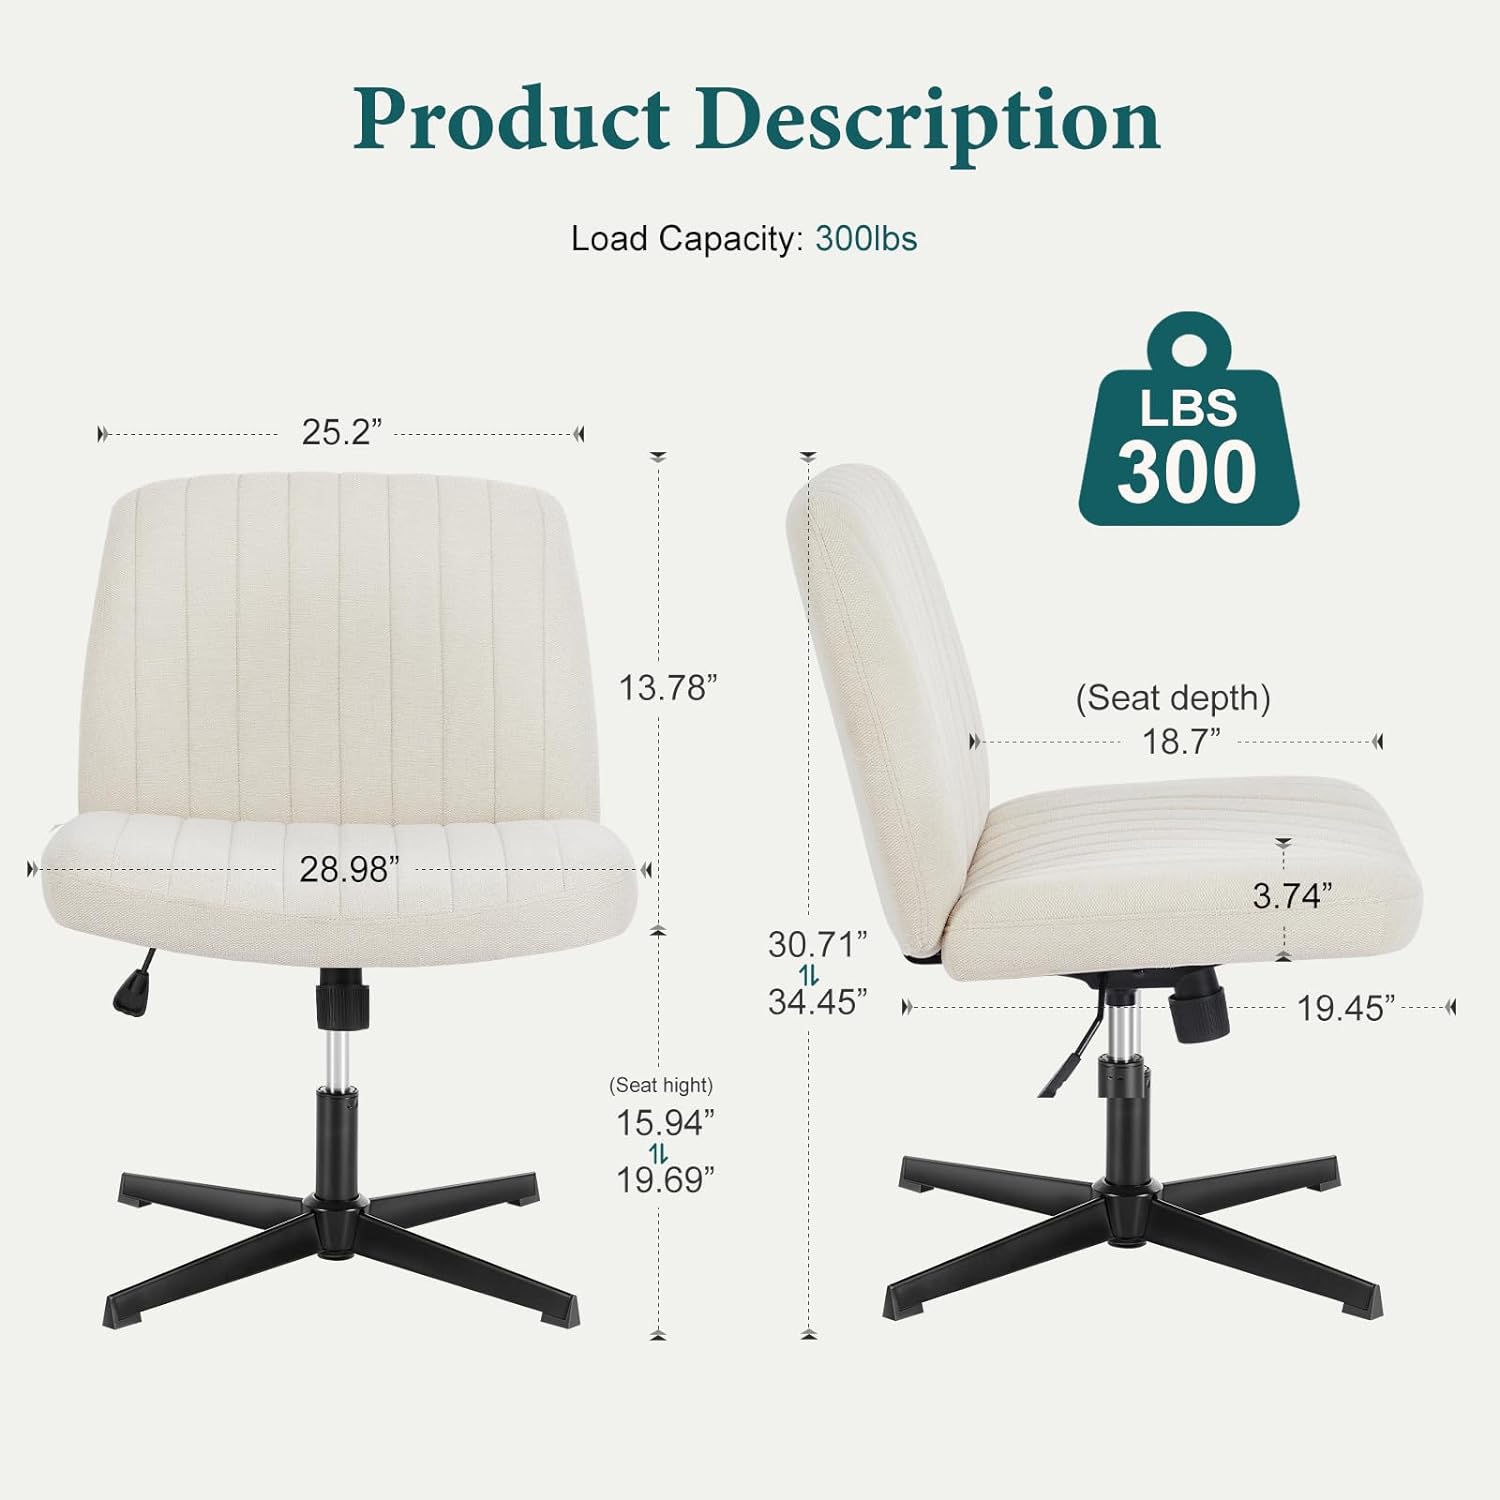 Product Description
Load Capacity: 300lbs
LBS
300
25.2”
13.78”
28.98”
(Seat hight)
15.94”
19.69”
(Seat depth)
18.7”
3.74”
30.71”
34.45”
19.45”